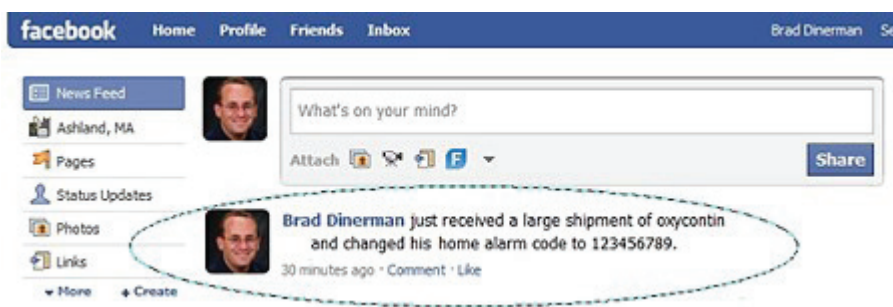 facebook Home Profile Friends Inbox Brad Dinerman Se
News Feed
Ashland, MA
Pages
Status Updates
Photos
Links
More Create
What's on your mind?
Attach F Share
Brad Dinerman just received a large shipment of oxycontin
and changed his home alarm code to 123456789.
30 minutes ago · Comment · Like